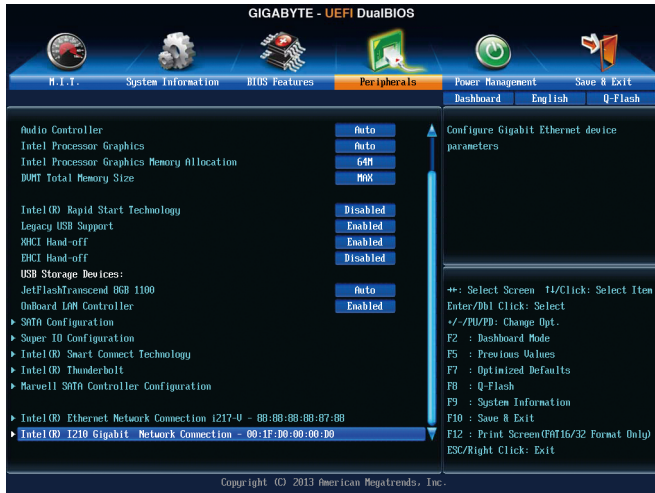 GIGABYTE - UEFI DualBIOS
M.I.T. System Information BIOS Features Peripherals Power Management Save & Exit
Dashboard English Q-Flash
Audio Controller Auto
Intel Processor Graphics Auto
Intel Processor Graphics Memory Allocation 64M
DVMT Total Memory Size MAX
Intel(R) Rapid Start Technology Disabled
Legacy USB Support Enabled
XHCI Hand-off Enabled
EHCI Hand-off Disabled
USB Storage Devices:
JetFlashTranscend 8GB 1100 Auto
OnBoard LAN Controller Enabled
SATA Configuration
Super IO Configuration
Intel(R) Smart Connect Technology
Intel(R) Thunderbolt
Marvell SATA Controller Configuration
Intel(R) Ethernet Network Connection i217-V - 88:88:88:88:87:88
Intel(R) I210 Gigabit Network Connection - 00:1F:D0:00:00:D0
Configure Gigabit Ethernet device
parameters
→←: Select Screen ↑↓/Click: Select Item
Enter/Dbl Click: Select
+/-/PU/PD: Change Opt.
F2 : Dashboard Mode
F5 : Previous Values
F7 : Optimized Defaults
F8 : Q-Flash
F9 : System Information
F10 : Save & Exit
F12 : Print Screen(FAT16/32 Format Only)
ESC/Right Click: Exit
Copyright (C) 2013 American Megatrends, Inc.